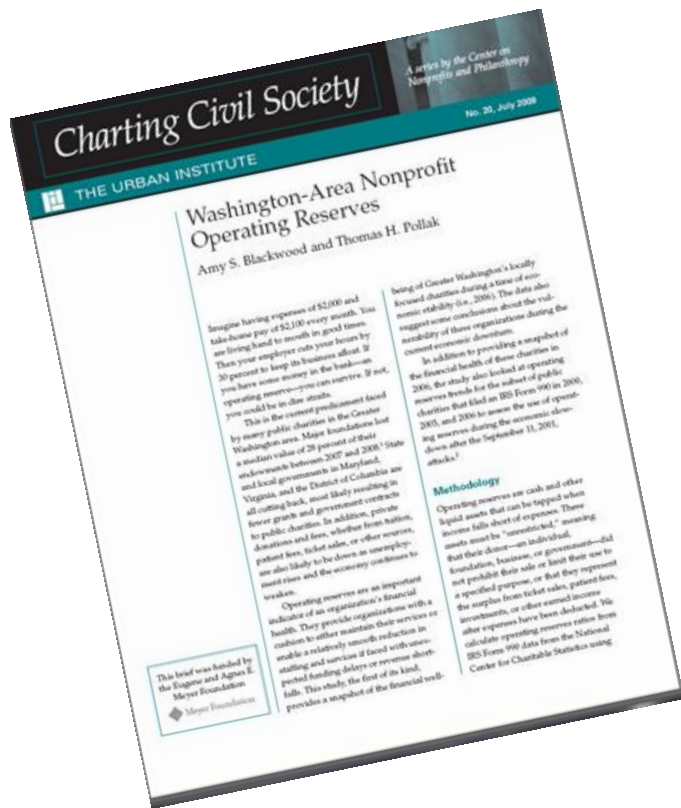 Charting Civil Society
A series by the Center on
Nonprofits and Philanthropy
THE URBAN INSTITUTE
No. 20, July 2009
Washington-Area Nonprofit
Operating Reserves
Amy S. Blackwood and Thomas H. Pollak
Imagine having expenses of $2,000 and
take-home pay of $2,100 every month. You
are living hand to mouth in good times.
Then your employer cuts your hours by
30 percent to keep its business afloat. If
you have some money in the bank—an
operating reserve—you can survive. If not,
you could be in dire straits.
This is the current predicament faced
by many public charities in the Greater
Washington area. Major foundations lost
a median value of 28 percent of their
endowments between 2007 and 2008.¹ State
and local governments in Maryland,
Virginia, and the District of Columbia are
all cutting back, most likely resulting in
fewer grants and government contracts
to public charities. In addition, private
donations and fees, whether from tuition,
patient fees, ticket sales, or other sources,
are also likely to be down as unemploy-
ment rises and the economy continues to
weaken.
Operating reserves are an important
indicator of an organization's financial
health. They provide organizations with a
cushion to either maintain their services or
enable a relatively smooth reduction in
staffing and services if faced with unex-
pected funding delays or revenue short-
falls. This study, the first of its kind,
provides a snapshot of the financial well-
being of Greater Washington's locally
focused charities during a time of eco-
nomic stability (i.e., 2006). The data also
suggest some conclusions about the vul-
nerability of these organizations during the
current economic downturn.
In addition to providing a snapshot of
the financial health of these charities in
2006, the study also looked at operating
reserves trends for the subset of public
charities that filed an IRS Form 990 in 2000,
2003, and 2006 to assess the use of operat-
ing reserves during the economic slow-
down after the September 11, 2001,
attacks.²
Methodology
Operating reserves are cash and other
liquid assets that can be tapped when
income falls short of expenses. These
assets must be "unrestricted," meaning
that their donor—an individual,
foundation, business, or government—did
not prohibit their sale or limit their use to
a specified purpose, or that they represent
the surplus from ticket sales, patient fees,
investments, or other earned income
after expenses have been deducted. We
calculate operating reserves ratios from
IRS Form 990 data from the National
Center for Charitable Statistics using
This brief was funded by
the Eugene and Agnes E.
Meyer Foundation
Meyer Foundation